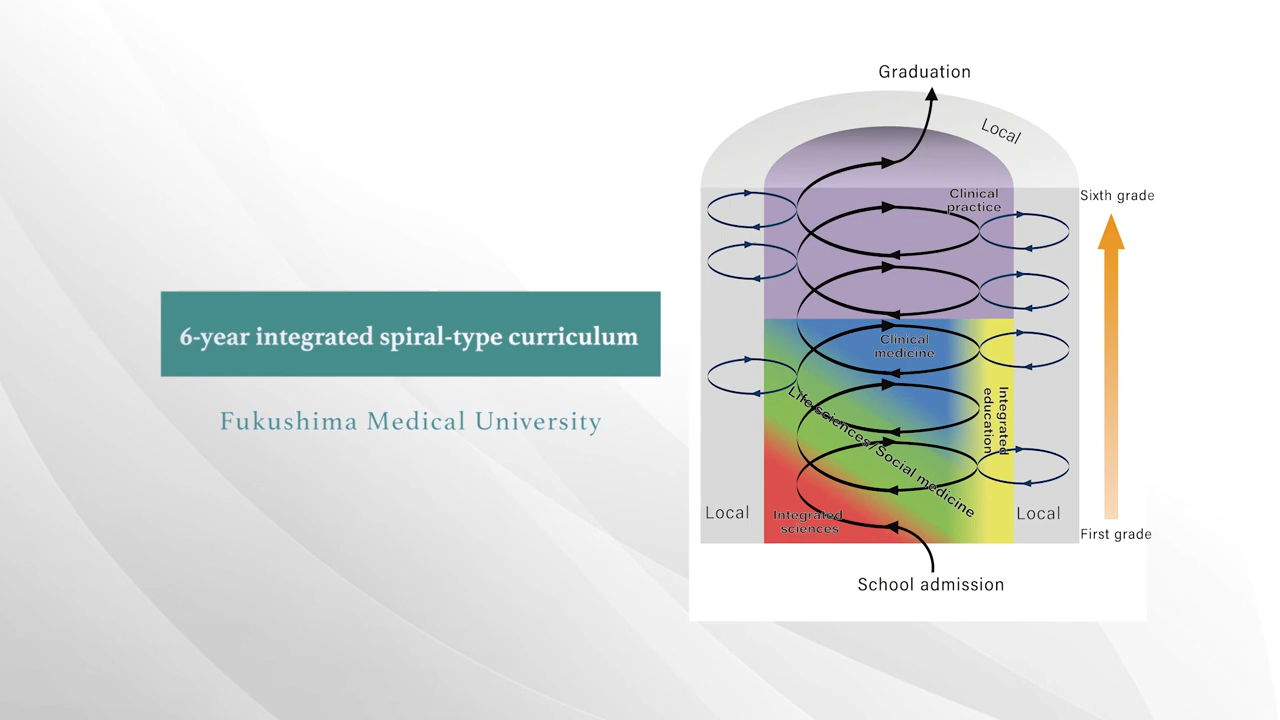 6-year integrated spiral-type curriculum
Fukushima Medical University
Graduation
Local
Sixth grade
Clinical
practice
Clinical
medicine
Integrated
education
Life sciences/Social medicine
Integrated
sciences
Local
Local
First grade
School admission